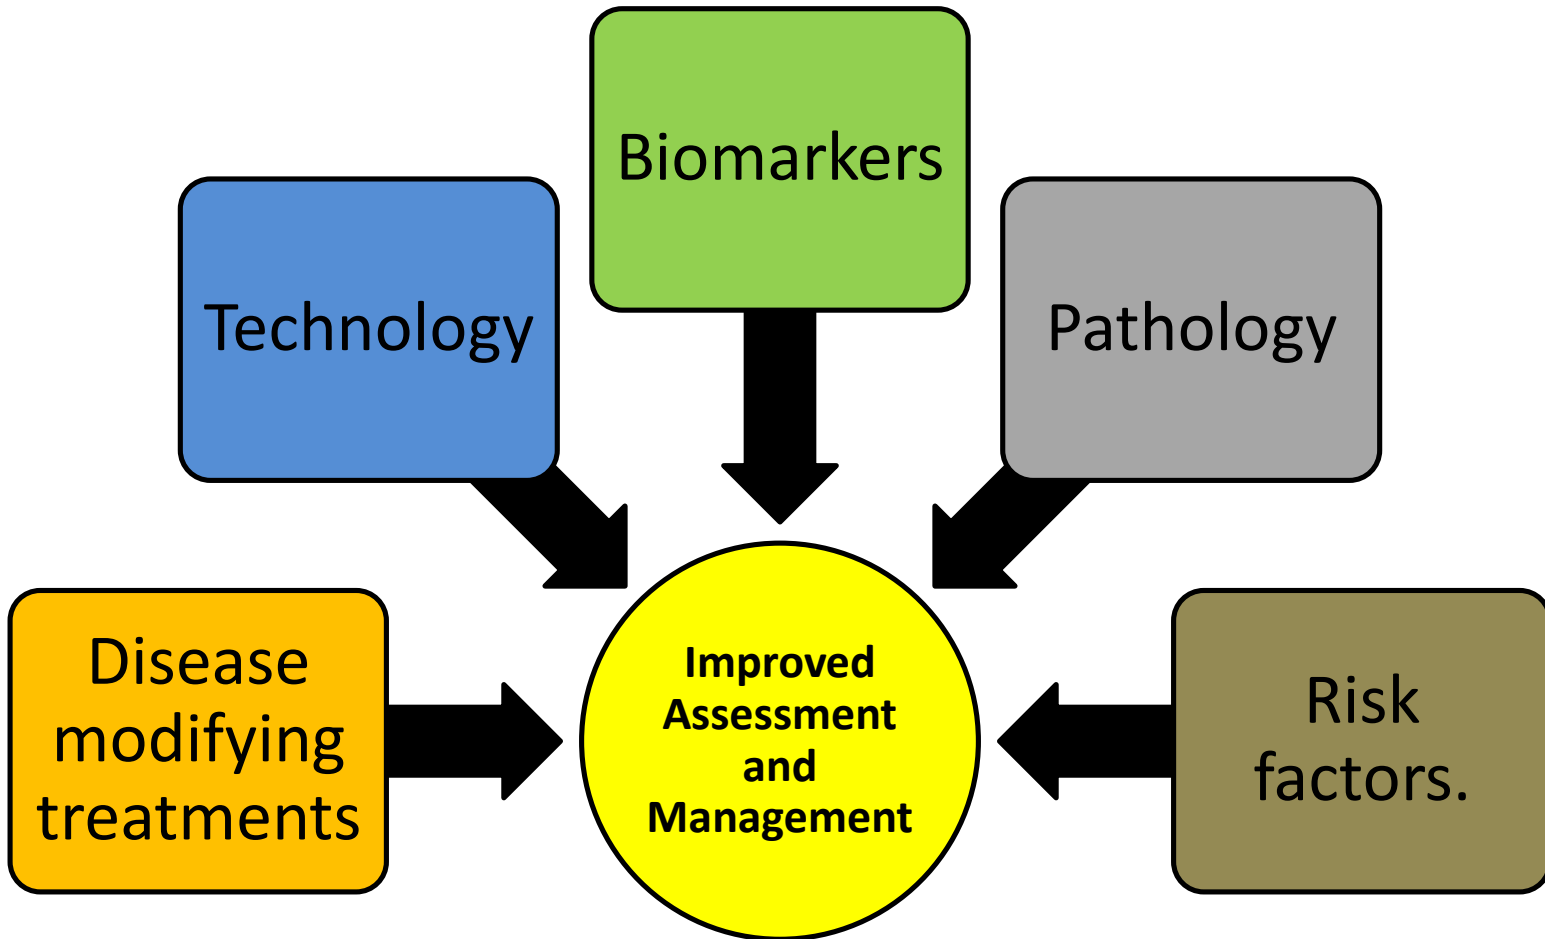 Biomarkers
Technology
Pathology
Disease
modifying
treatments
Improved
Assessment
and
Management
Risk
factors.